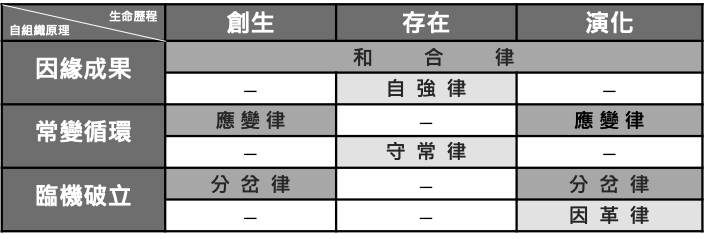 生命歷程
自組織原理
創生 存在 演化
因緣成果
和合律
– 自強律 –
常變循環
應變律 – 應變律
– 守常律 –
臨機破立
分岔律 – 分岔律
– – 因革律